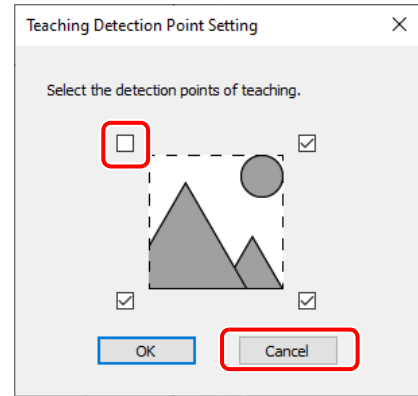 Teaching Detection Point Setting
Select the detection points of teaching.
OK
Cancel